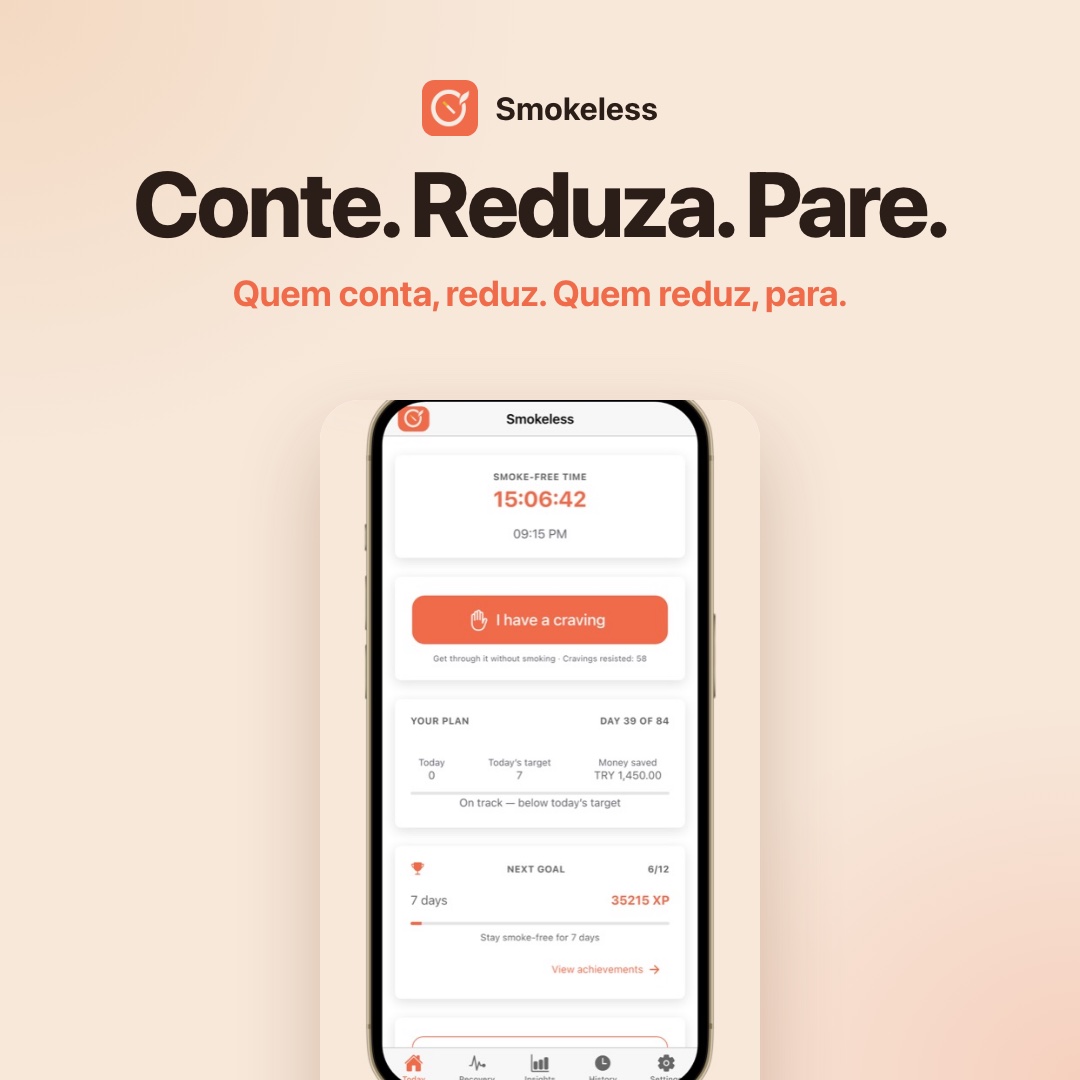 Smokeless
Conte. Reduza. Pare.
Quem conta, reduz. Quem reduz, para.
Smokeless
SMOKE-FREE TIME
15:06:42
09:15 PM
I have a craving
Get through it without smoking · Cravings resisted: 58
YOUR PLAN DAY 39 OF 84
Today Today's target Money saved
0 7 TRY 1,450.00
On track — below today's target
NEXT GOAL 6/12
7 days 35215 XP
Stay smoke-free for 7 days
View achievements →
Today Recovery Insights History Settings